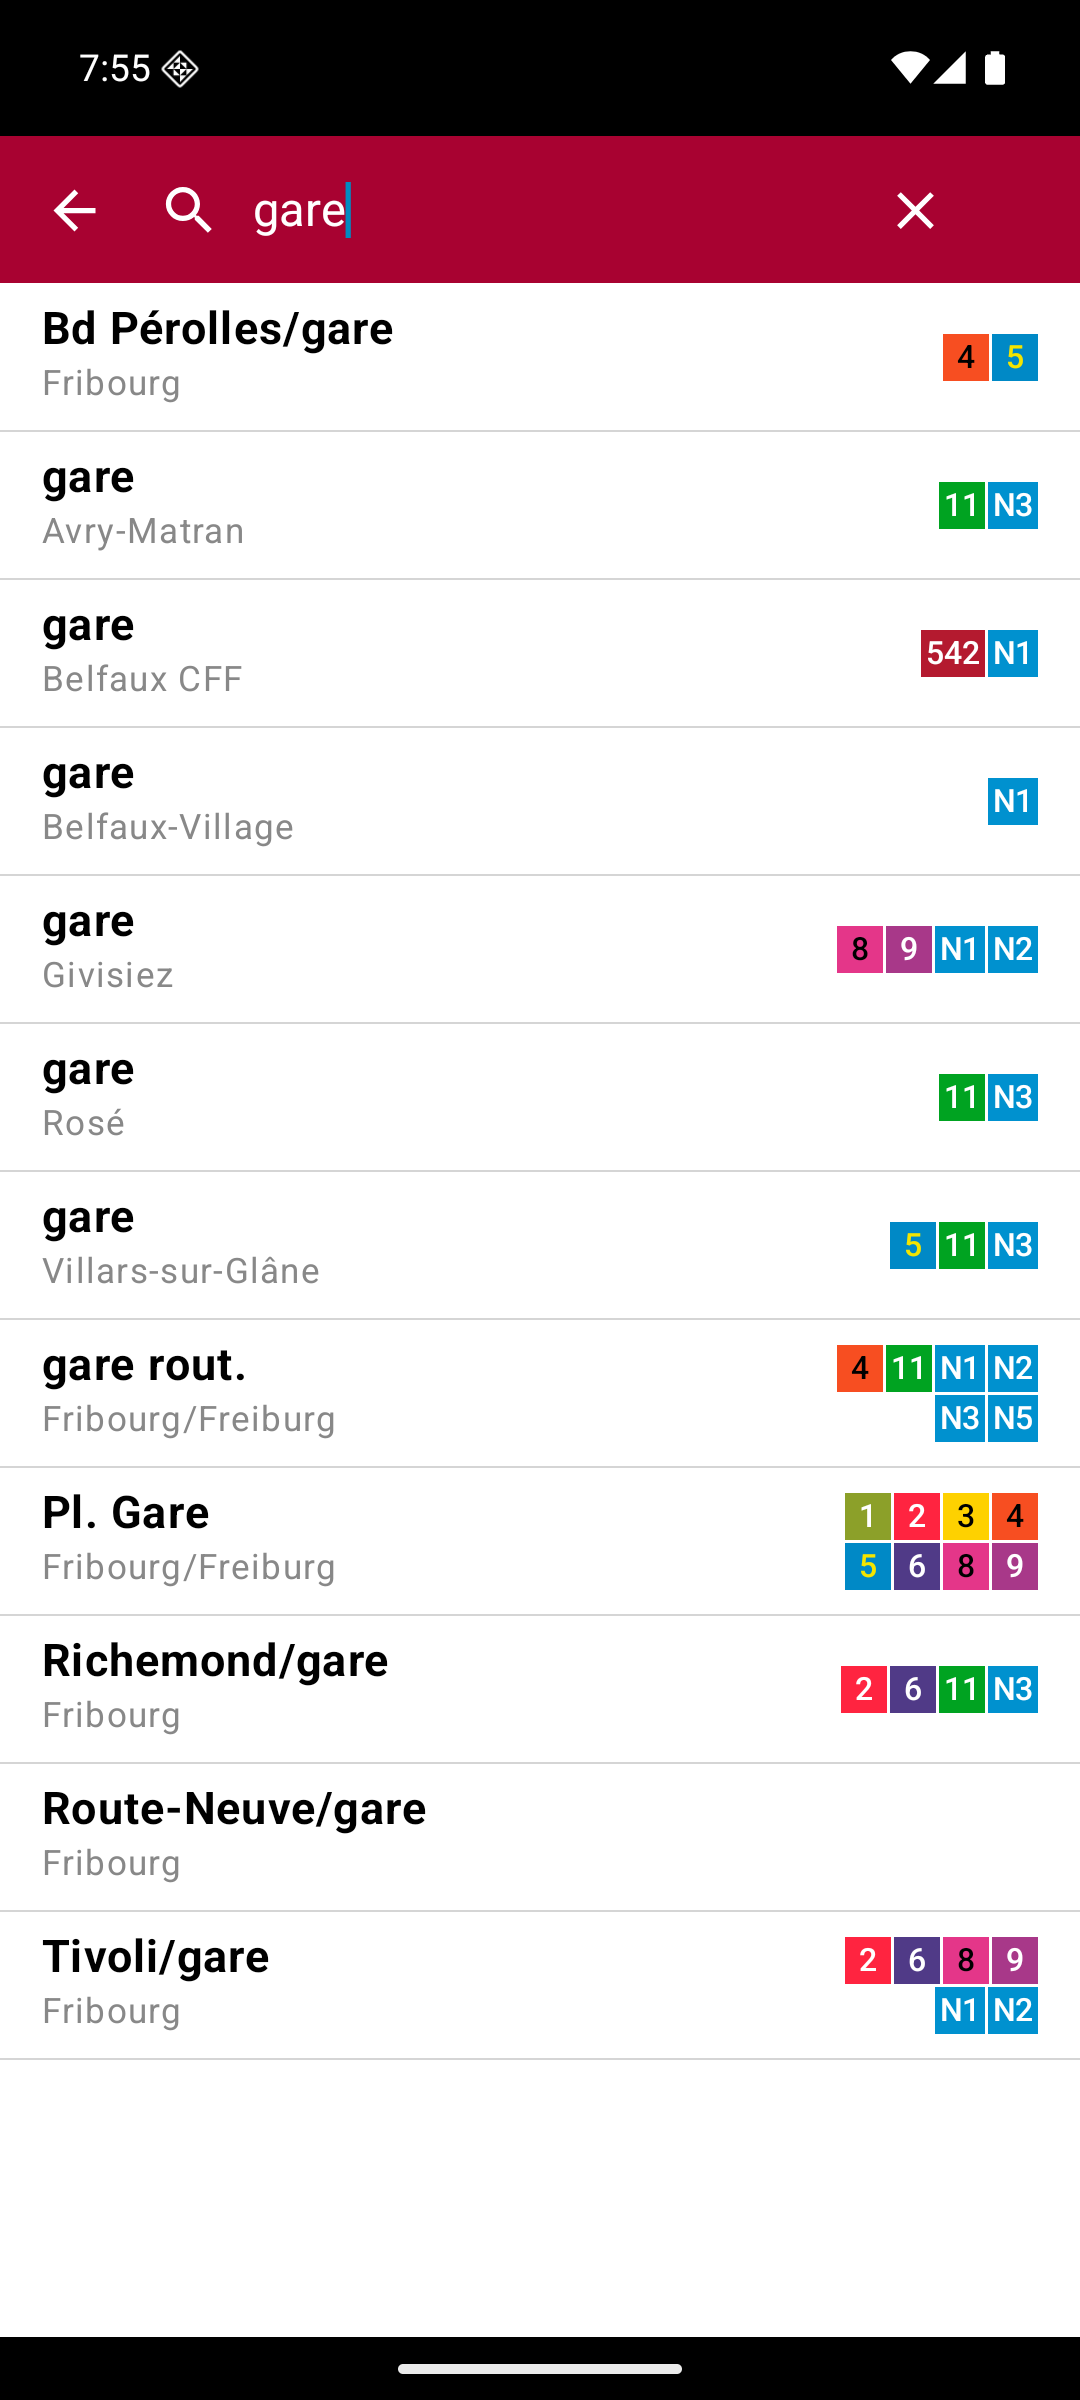 7:55
gare
Bd Pérolles/gare
4 5
Fribourg
gare
11 N3
Avry-Matran
gare
542 N1
Belfaux CFF
gare
N1
Belfaux-Village
gare
8 9 N1 N2
Givisiez
gare
11 N3
Rosé
gare
5 11 N3
Villars-sur-Glâne
gare rout.
4 11 N1 N2
Fribourg/Freiburg
N3 N5
Pl. Gare
1 2 3 4
Fribourg/Freiburg
5 6 8 9
Richemond/gare
2 6 11 N3
Fribourg
Route-Neuve/gare
Fribourg
Tivoli/gare
2 6 8 9
Fribourg
N1 N2